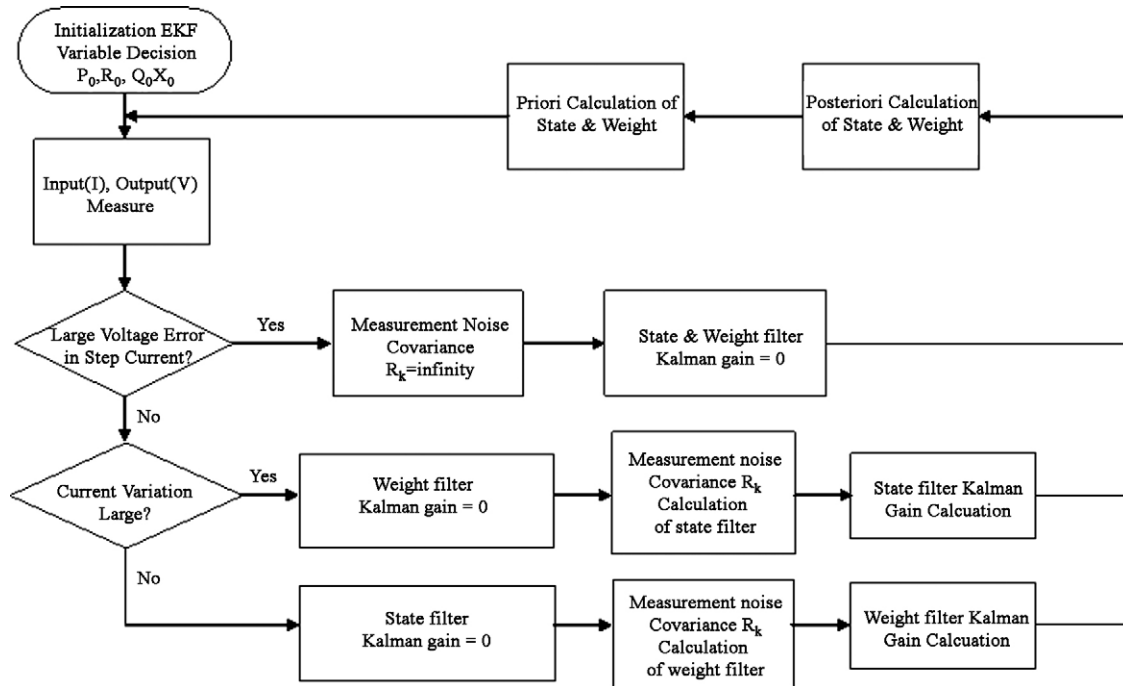 Initialization EKF
Variable Decision
P₀,R₀, Q₀X₀
Priori Calculation of
State & Weight
Posteriori Calculation
of State & Weight
Input(I), Output(V)
Measure
Large Voltage Error
in Step Current?
Yes
Measurement Noise
Covariance
Rₖ=infinity
State & Weight filter
Kalman gain = 0
No
Current Variation
Large?
Yes
Weight filter
Kalman gain = 0
Measurement noise
Covariance Rₖ
Calculation
of state filter
State filter Kalman
Gain Calcuation
No
State filter
Kalman gain = 0
Measurement noise
Covariance Rₖ
Calculation
of weight filter
Weight filter Kalman
Gain Calcuation